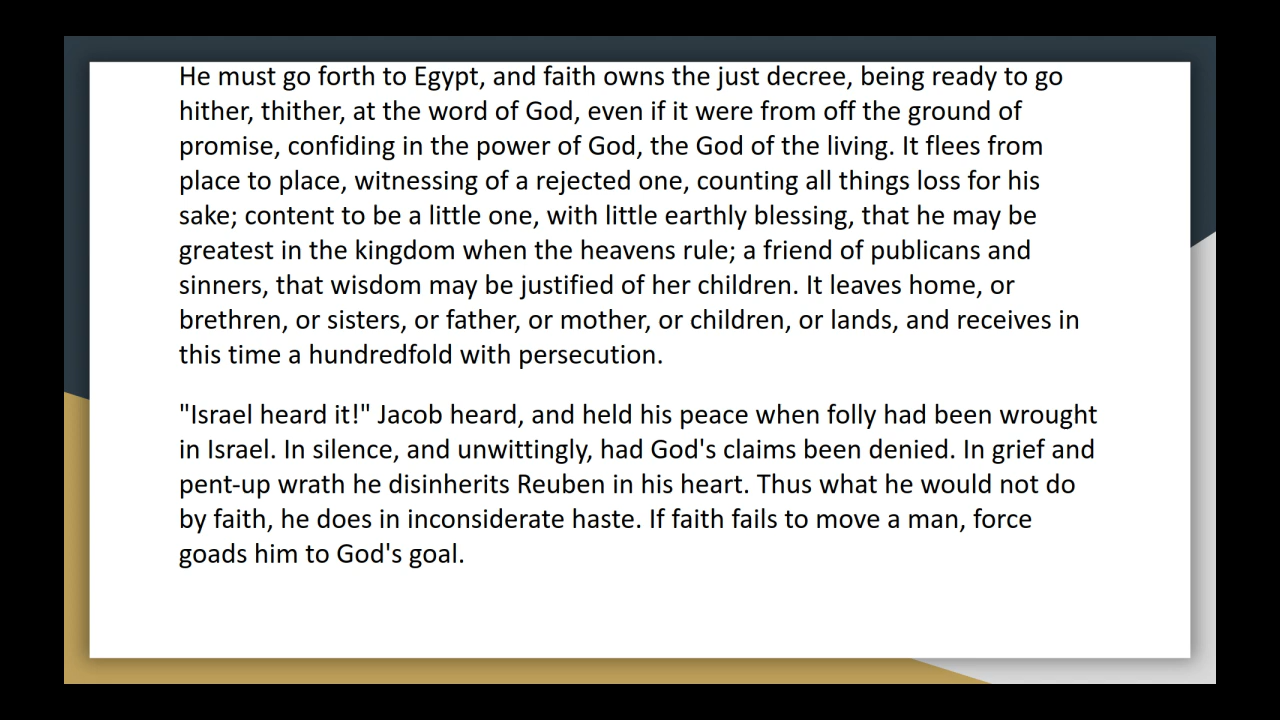 He must go forth to Egypt, and faith owns the just decree, being ready to go
hither, thither, at the word of God, even if it were from off the ground of
promise, confiding in the power of God, the God of the living. It flees from
place to place, witnessing of a rejected one, counting all things loss for his
sake; content to be a little one, with little earthly blessing, that he may be
greatest in the kingdom when the heavens rule; a friend of publicans and
sinners, that wisdom may be justified of her children. It leaves home, or
brethren, or sisters, or father, or mother, or children, or lands, and receives in
this time a hundredfold with persecution.
"Israel heard it!" Jacob heard, and held his peace when folly had been wrought
in Israel. In silence, and unwittingly, had God's claims been denied. In grief and
pent-up wrath he disinherits Reuben in his heart. Thus what he would not do
by faith, he does in inconsiderate haste. If faith fails to move a man, force
goads him to God's goal.